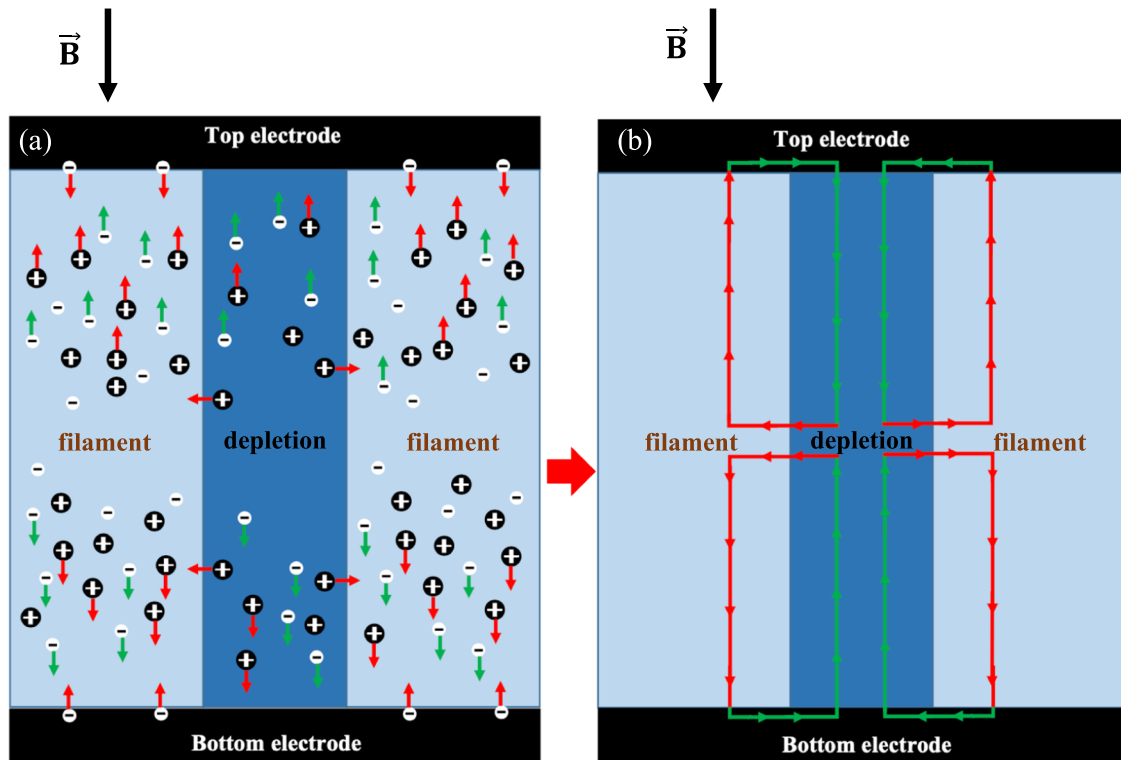 B
B
(a)
Top electrode
(b)
Top electrode
filament
depletion
filament
filament
depletion
filament
Bottom electrode
Bottom electrode